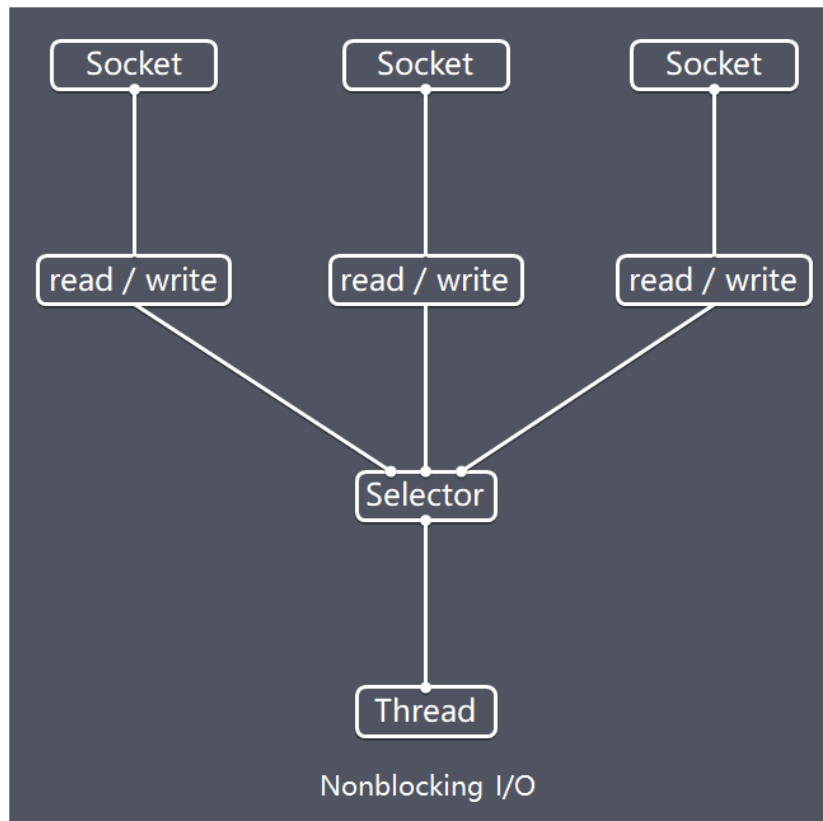 Socket
Socket
Socket
read / write
read / write
read / write
Selector
Thread
Nonblocking I/O